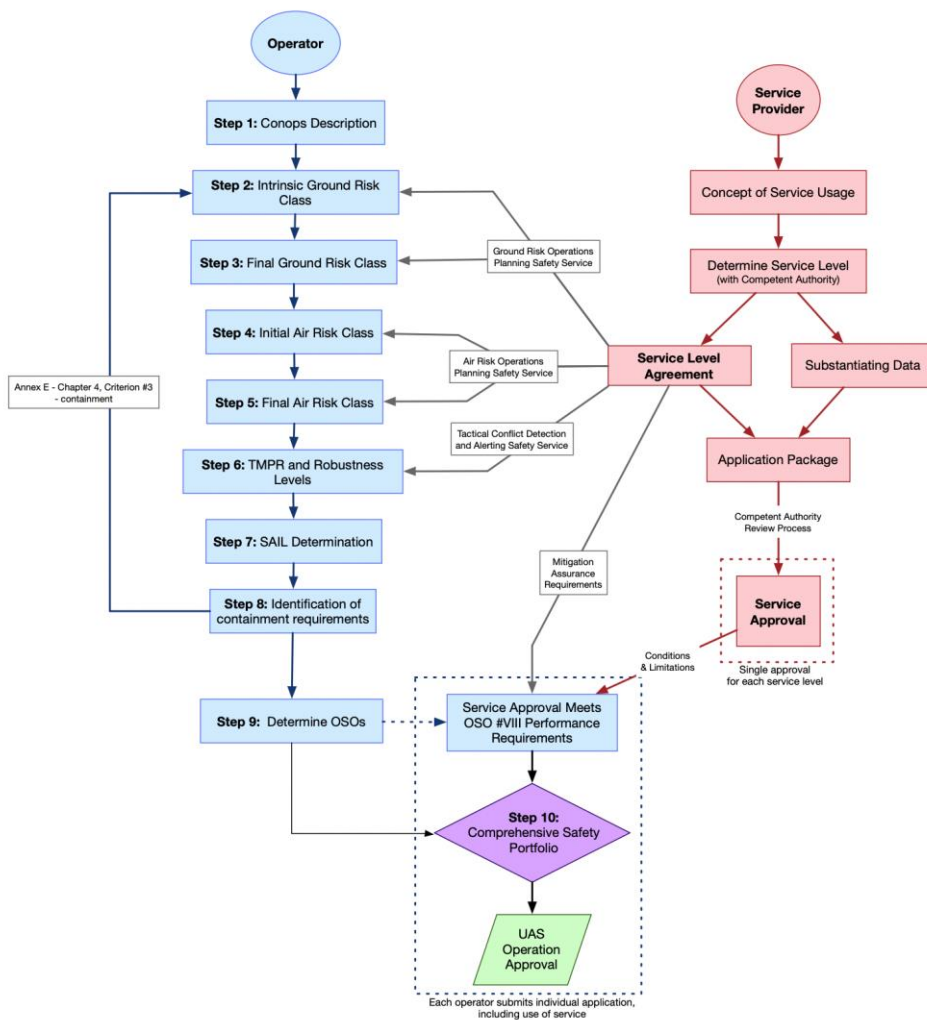 Operator
Service
Provider
Step 1: Conops Description
Step 2: Intrinsic Ground Risk
Class
Concept of Service Usage
Ground Risk Operations
Planning Safety Service
Step 3: Final Ground Risk Class
Determine Service Level
(with Competent Authority)
Step 4: Initial Air Risk Class
Air Risk Operations
Planning Safety Service
Service Level
Agreement
Substantiating Data
Annex E - Chapter 4, Criterion #3
- containment
Step 5: Final Air Risk Class
Tactical Conflict Detection
and Alerting Safety Service
Step 6: TMPR and Robustness
Levels
Application Package
Competent Authority
Review Process
Step 7: SAIL Determination
Mitigation
Assurance
Requirements
Step 8: Identification of
containment requirements
Service
Approval
Conditions
& Limitations
Single approval
for each service level
Step 9: Determine OSOs
Service Approval Meets
OSO #VIII Performance
Requirements
Step 10:
Comprehensive Safety
Portfolio
UAS
Operation
Approval
Each operator submits individual application,
including use of service